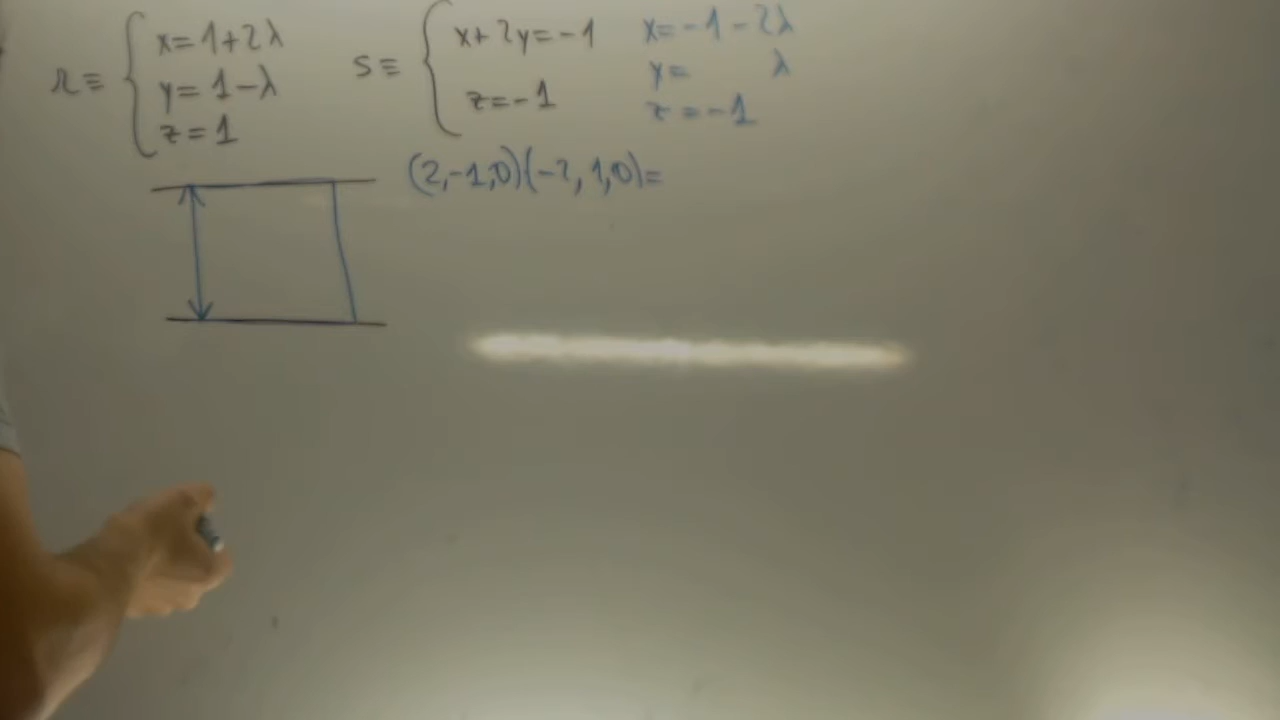 r≡ { x=1+2λ
y=1-λ
z=1
s≡ { x+2y=-1
z=-1
x=-1-2λ
y= λ
z=-1
(2,-1,0)(-2,1,0)=